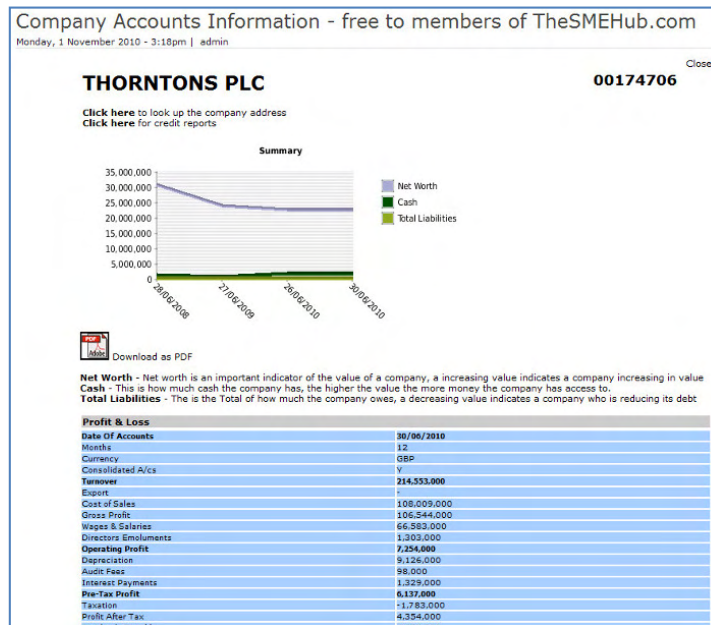 Company Accounts Information - free to members of TheSMEHub.com
Monday, 1 November 2010 - 3:18pm | admin
Close
THORNTONS PLC 00174706
Click here to look up the company address
Click here for credit reports
Summary
35,000,000
30,000,000
25,000,000
20,000,000
15,000,000
10,000,000
5,000,000
0
28/06/2008
27/06/2009
26/06/2010
30/06/2010
Net Worth
Cash
Total Liabilities
PDF
Adobe
Download as PDF
Net Worth - Net worth is an important indicator of the value of a company, a increasing value indicates a company increasing in value
Cash - This is how much cash the company has, the higher the value the more money the company has access to.
Total Liabilities - The is the Total of how much the company owes, a decreasing value indicates a company who is reducing its debt
Profit & Loss
Date Of Accounts 30/06/2010
Months 12
Currency GBP
Consolidated A/cs Y
Turnover 214,553,000
Export -
Cost of Sales 108,009,000
Gross Profit 106,544,000
Wages & Salaries 66,583,000
Directors Emoluments 1,303,000
Operating Profit 7,254,000
Depreciation 9,126,000
Audit Fees 98,000
Interest Payments 1,329,000
Pre-Tax Profit 6,137,000
Taxation -1,783,000
Profit After Tax 4,354,000